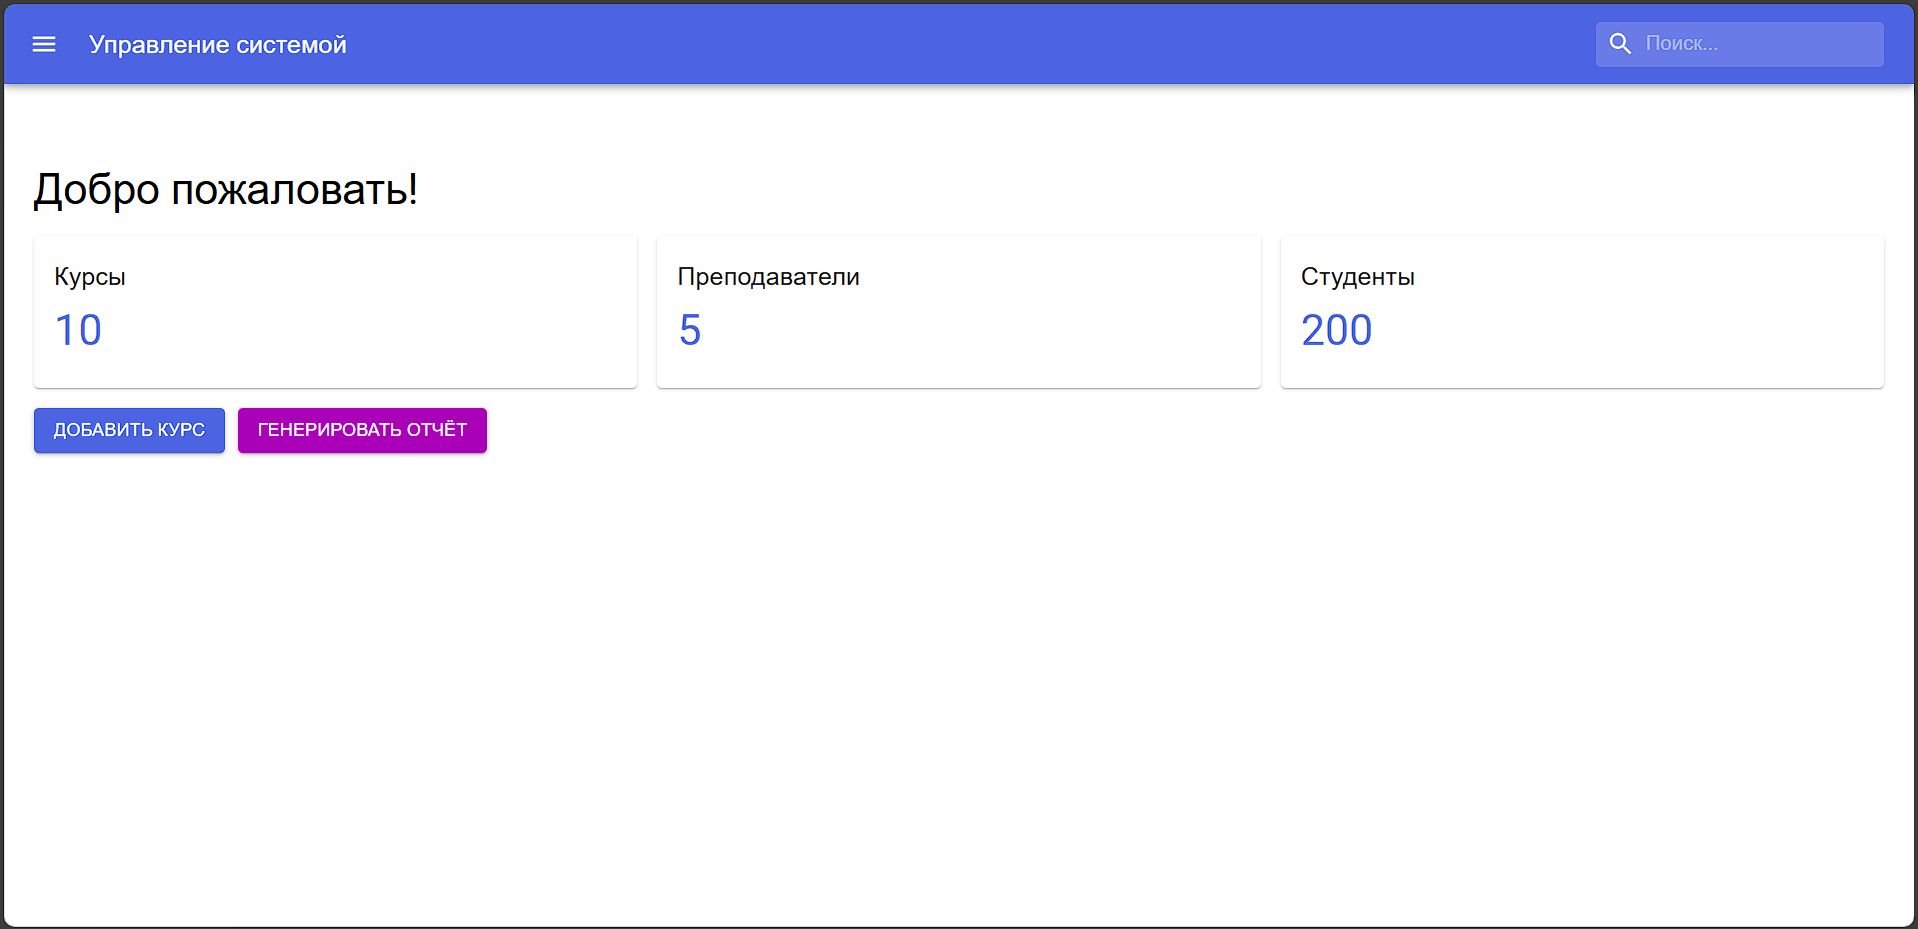 Управление системой
Поиск...
Добро пожаловать!
Курсы
10
Преподаватели
5
Студенты
200
ДОБАВИТЬ КУРС
ГЕНЕРИРОВАТЬ ОТЧЁТ